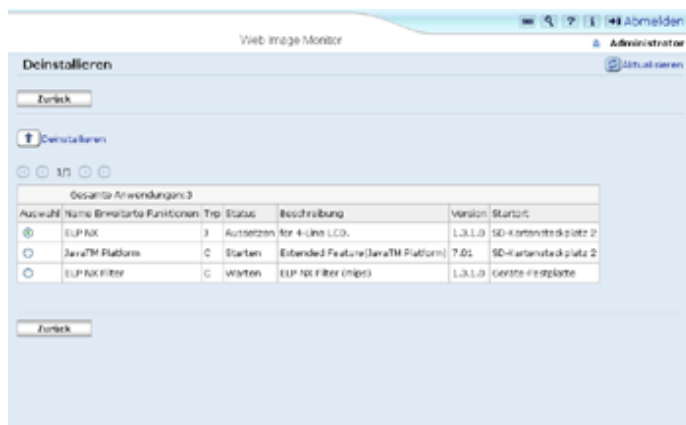 Abmelden
Web Image Monitor
Administrator
Deinstallieren
Aktualisieren
Zurück
Deinstallieren
1/1
Gesamte Anwendungen:3
Auswahl Name Erweiterte Funktionen Typ Status Beschreibung Version Startort
ELP NX J Aussetzen for 4-Line LCD. 1.3.1.0 SD-Kartensteckplatz 2
JavaTM Platform C Starten Extended Feature[JavaTM Platform] 7.01 SD-Kartensteckplatz 2
ELP NX Filter C Warten ELP NX Filter (mips) 1.3.1.0 Geräte-Festplatte
Zurück